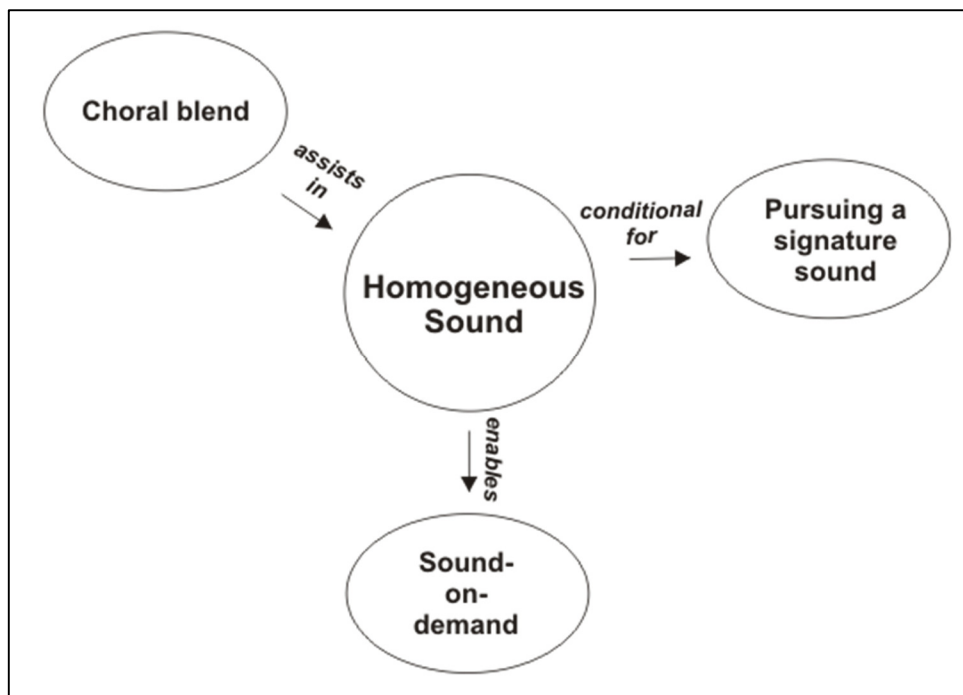 Choral blend
assists
in
conditional
for
Pursuing a
signature
sound
Homogeneous
Sound
enables
Sound-
on-
demand